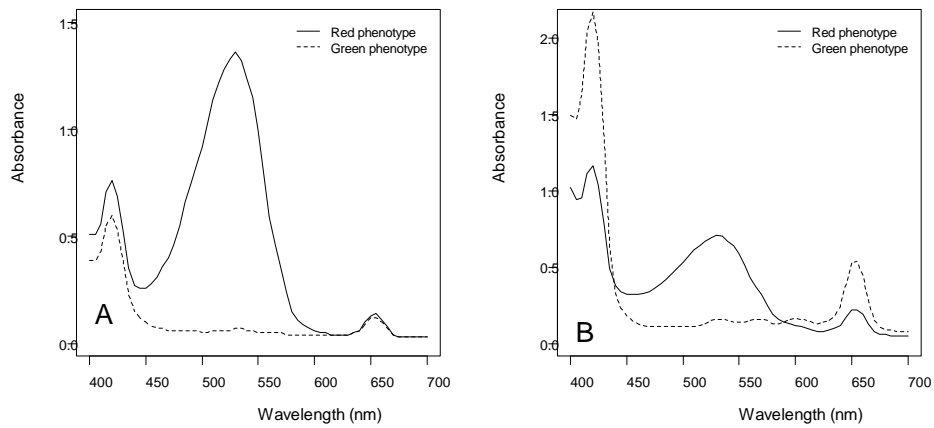 1.5
1.0
0.5
0.0
Absorbance
Red phenotype
Green phenotype
A
400 450 500 550 600 650 700
Wavelength (nm)
2.0
1.5
1.0
0.5
0.0
Absorbance
Red phenotype
Green phenotype
B
400 450 500 550 600 650 700
Wavelength (nm)